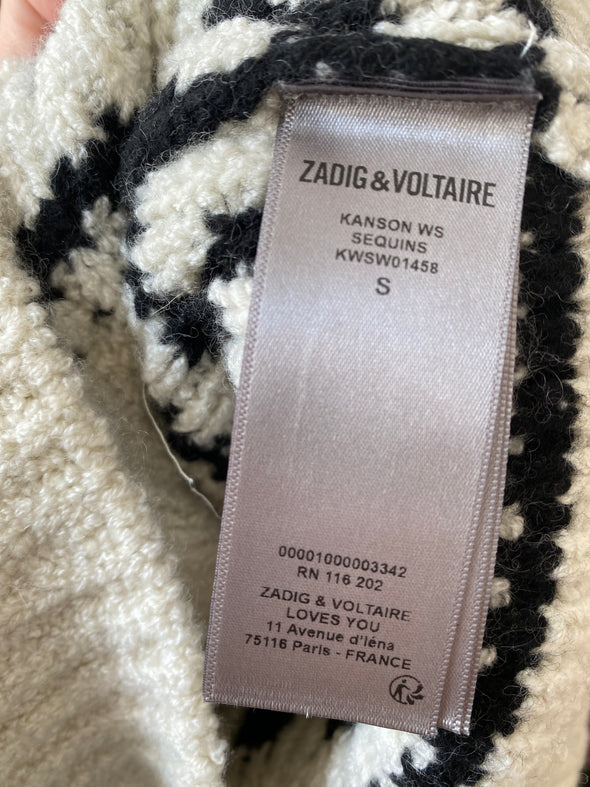 ZADIG&VOLTAIRE
KANSON WS
SEQUINS
KWSW01458
S
00001000003342
RN 116 202
ZADIG & VOLTAIRE
LOVES YOU
11 Avenue d'Iéna
75116 Paris - FRANCE